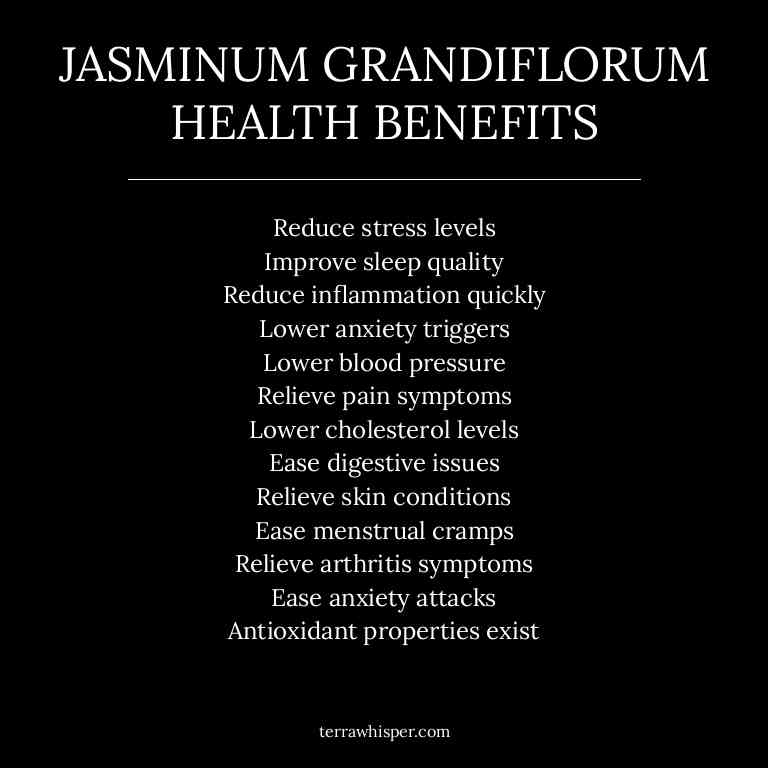 JASMINUM GRANDIFLORUM
HEALTH BENEFITS
Reduce stress levels
Improve sleep quality
Reduce inflammation quickly
Lower anxiety triggers
Lower blood pressure
Relieve pain symptoms
Lower cholesterol levels
Ease digestive issues
Relieve skin conditions
Ease menstrual cramps
Relieve arthritis symptoms
Ease anxiety attacks
Antioxidant properties exist
terrawhisper.com